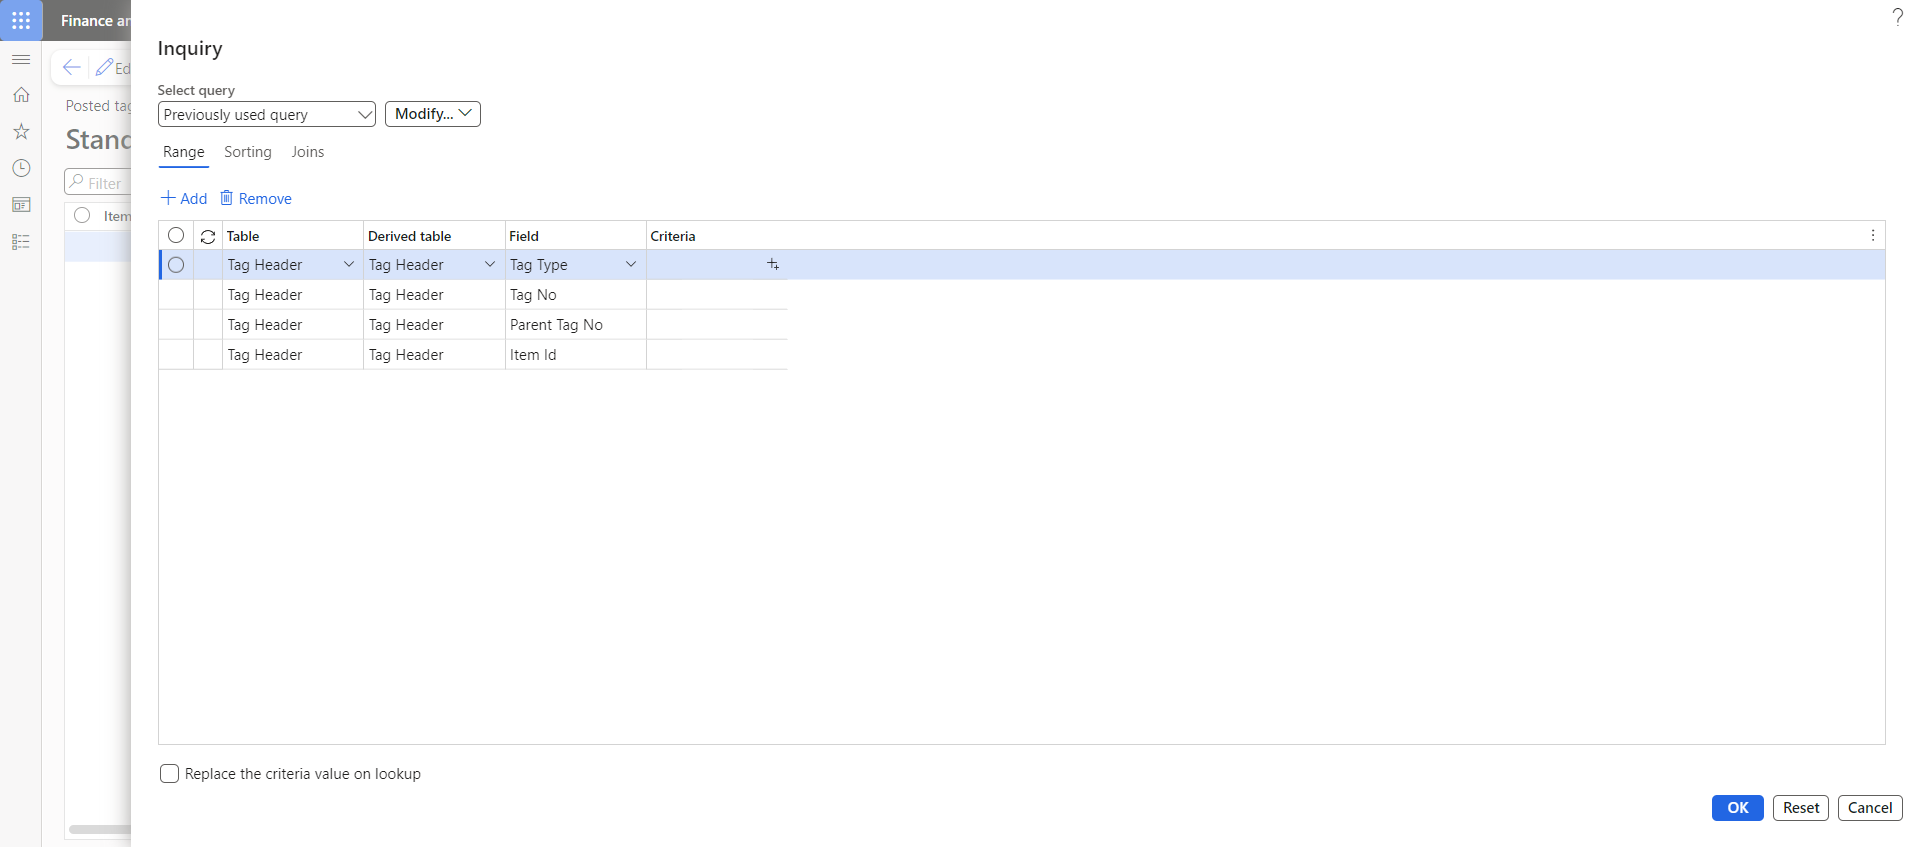 Finance an
?
Inquiry
Ed
Select query
Previously used query Modify...
Posted tag
Stand
Range Sorting Joins
Filter
Add Remove
Item
Table Derived table Field Criteria
Tag Header Tag Header Tag Type
Tag Header Tag Header Tag No
Tag Header Tag Header Parent Tag No
Tag Header Tag Header Item Id
Replace the criteria value on lookup
OK Reset Cancel